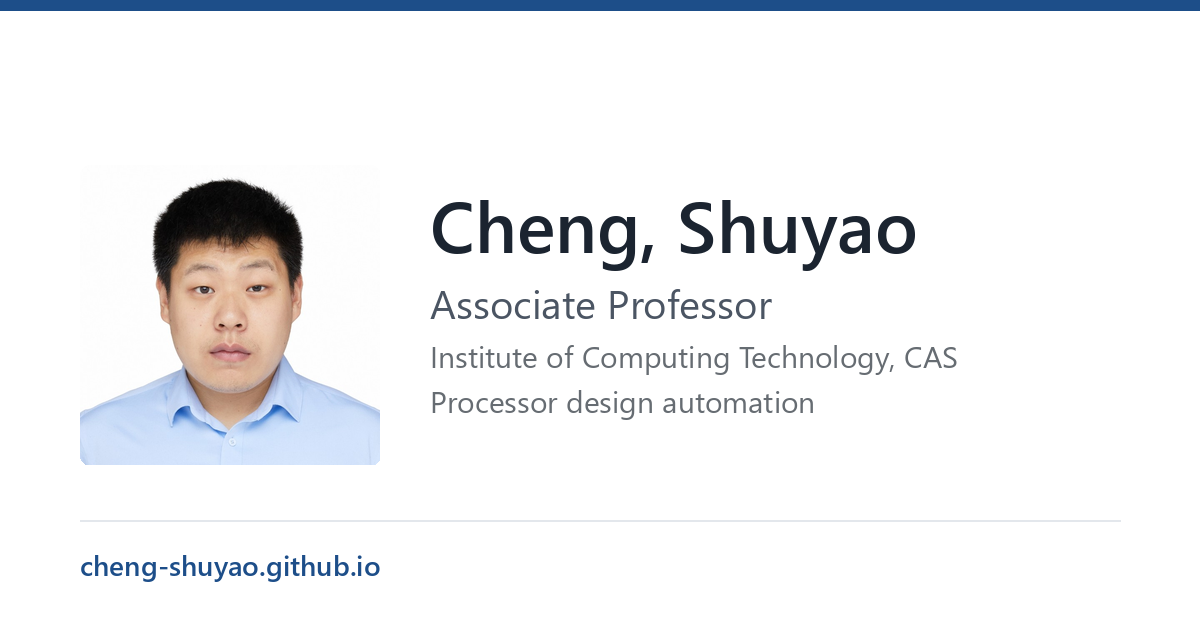 Cheng, Shuyao
Associate Professor
Institute of Computing Technology, CAS
Processor design automation
cheng-shuyao.github.io